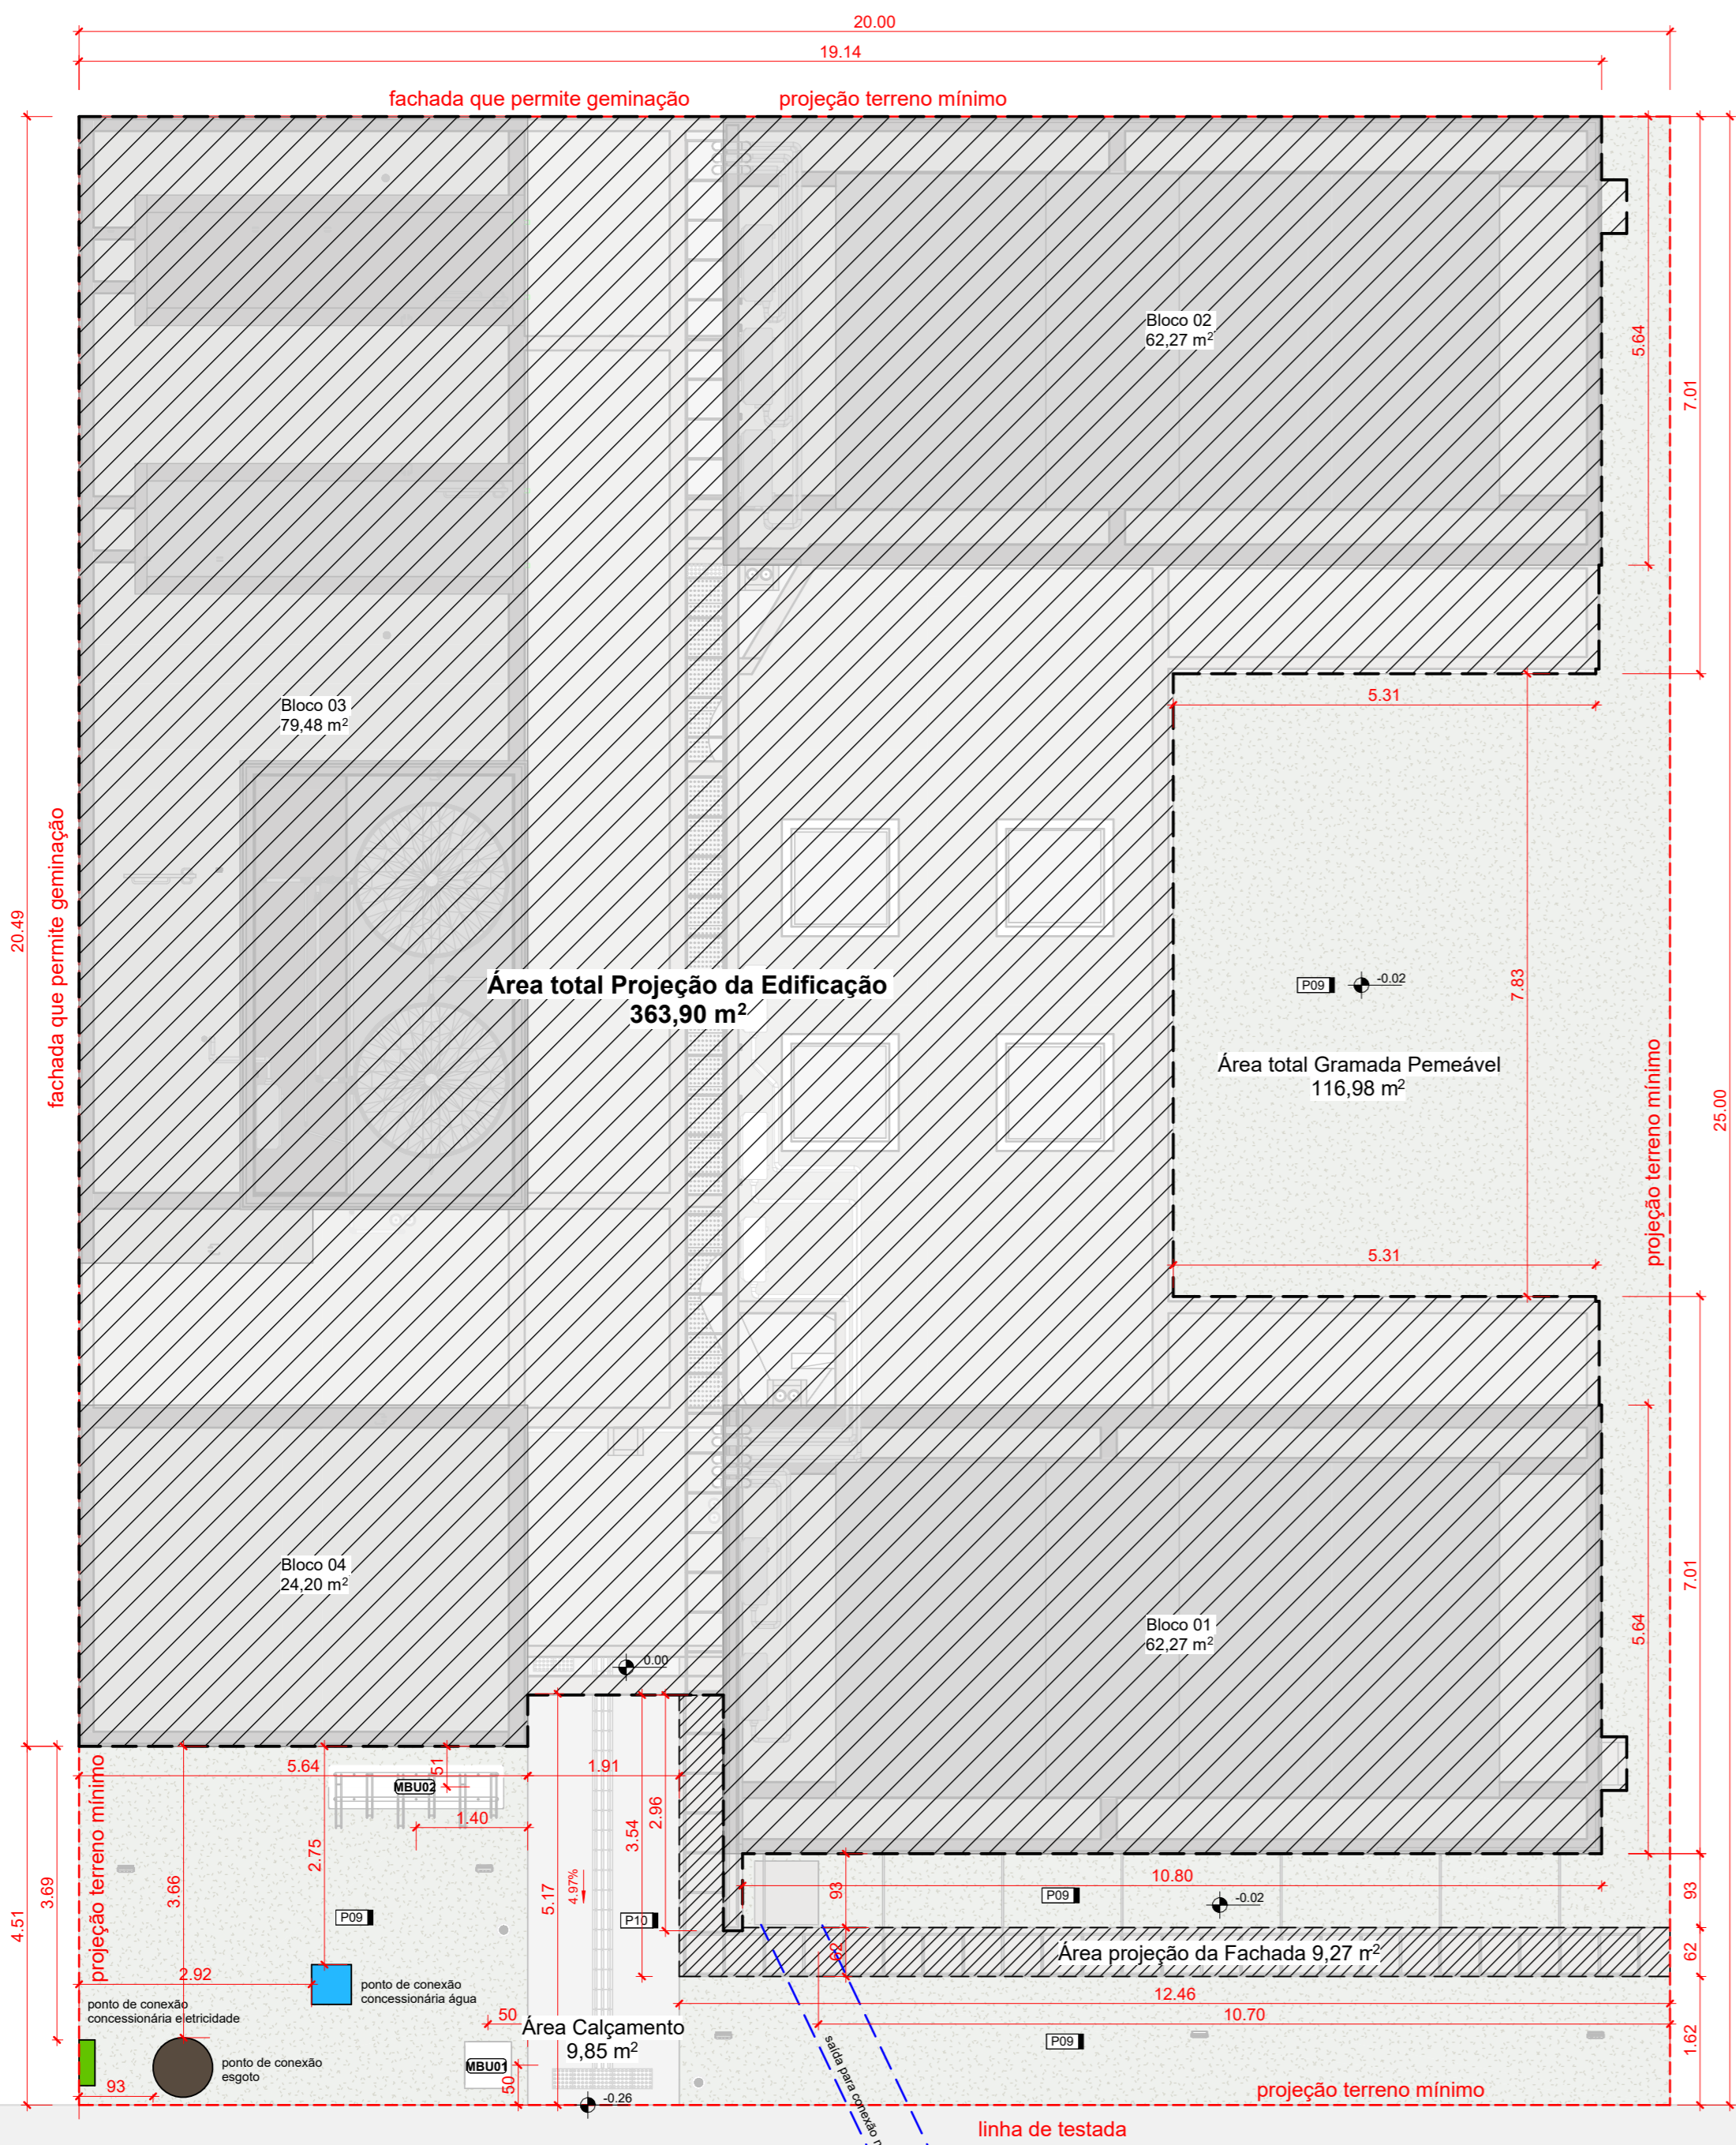 20.00
19.14
fachada que permite geminação
projeção terreno mínimo
Bloco 02
62,27 m²
5.64
7.01
Bloco 03
79,48 m²
5.31
20.49
fachada que permite geminação
Área total Projeção da Edificação
363,90 m²
P09
-0.02
7.83
Área total Gramada Pemeável
116,98 m²
projeção terreno mínimo
25.00
5.31
Bloco 04
24,20 m²
Bloco 01
62,27 m²
5.64
7.01
0.00
projeção terreno mínimo
5.64
51
1.91
MBU02
1.40
2.96
3.54
2.75
3.66
3.69
4.51
5.17
4.97%
93
10.80
P09
-0.02
93
P09
P10
62
Área projeção da Fachada 9,27 m²
62
2.92
ponto de conexão
concessionária água
12.46
ponto de conexão
concessionária eletricidade
50
10.70
Área Calçamento
9,85 m²
P09
1.62
saída para conexão
ponto de conexão
esgoto
MBU01
93
50
-0.26
projeção terreno mínimo
linha de testada